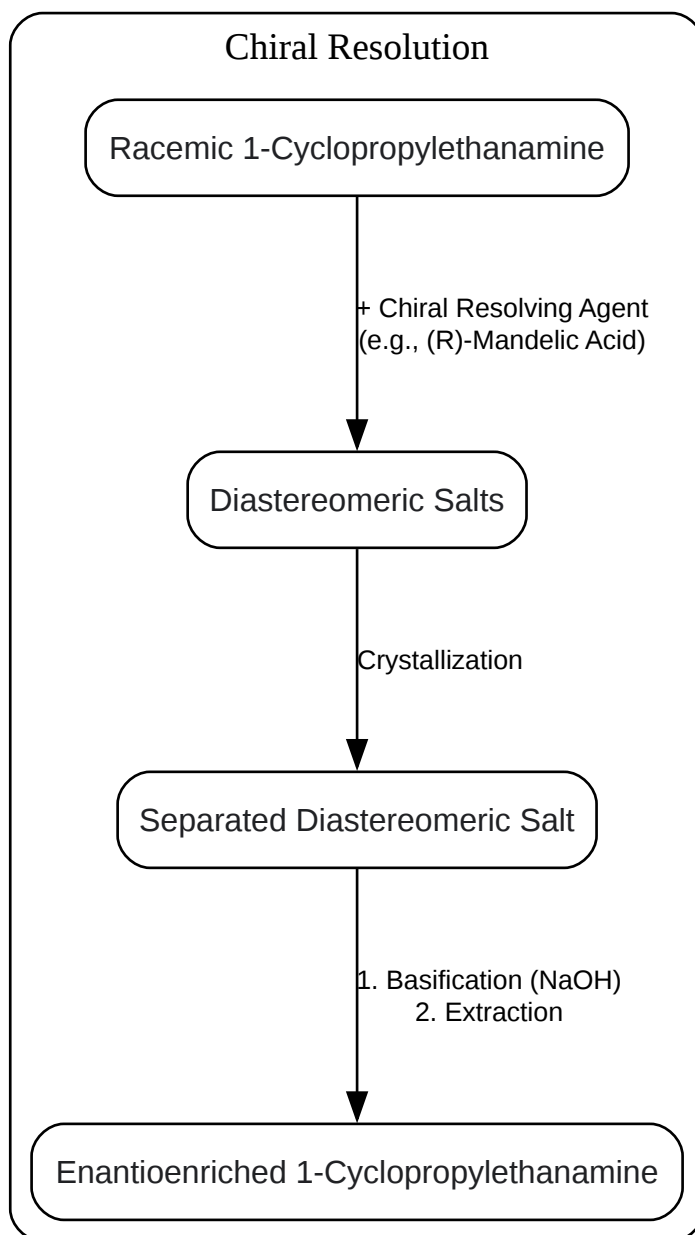 Chiral Resolution
Racemic 1-Cyclopropylethanamine
+ Chiral Resolving Agent
(e.g., (R)-Mandelic Acid)
Diastereomeric Salts
Crystallization
Separated Diastereomeric Salt
1. Basification (NaOH)
2. Extraction
Enantioenriched 1-Cyclopropylethanamine